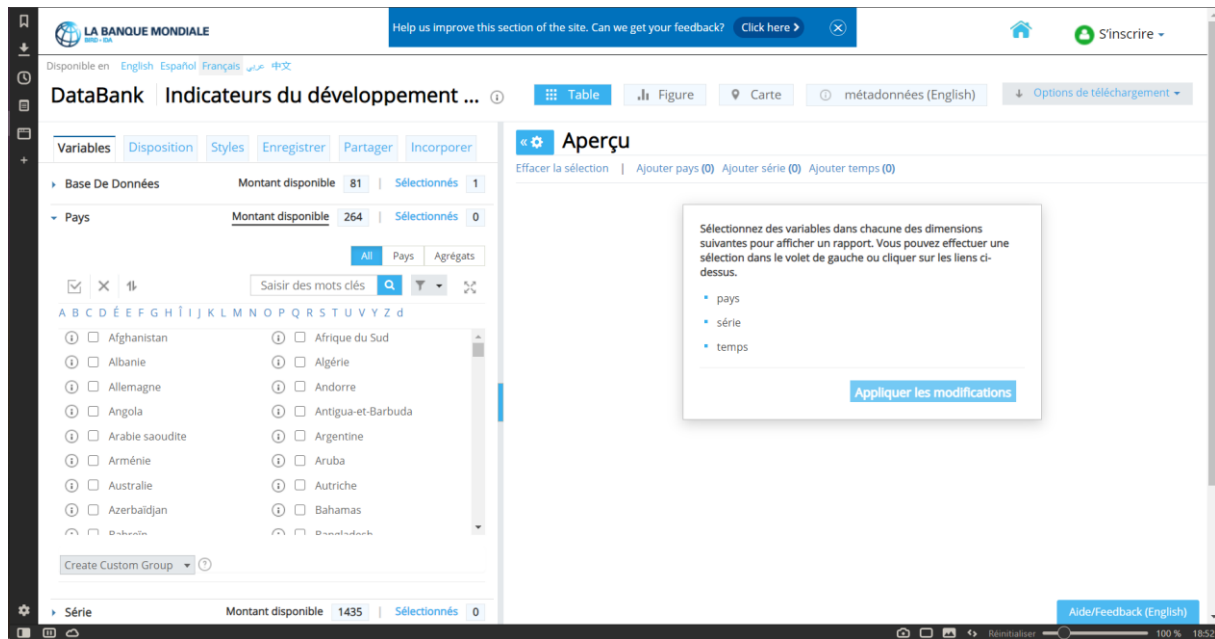 LA BANQUE MONDIALE
BIRD • IDA
Help us improve this section of the site. Can we get your feedback? Click here >
S'inscrire
Disponible en English Español Français عربي 中文
DataBank Indicateurs du développement ...
Table Figure Carte métadonnées (English) Options de téléchargement
Variables Disposition Styles Enregistrer Partager Incorporer
« Aperçu
Effacer la sélection | Ajouter pays (0) Ajouter série (0) Ajouter temps (0)
Base De Données Montant disponible 81 | Sélectionnés 1
Pays Montant disponible 264 | Sélectionnés 0
All Pays Agrégats
Saisir des mots clés
A B C D É E F G H Î I J K L M N O P Q R S T U V Y Z d
Afghanistan Afrique du Sud
Albanie Algérie
Allemagne Andorre
Angola Antigua-et-Barbuda
Arabie saoudite Argentine
Arménie Aruba
Australie Autriche
Azerbaïdjan Bahamas
Bahreïn Bangladesh
Create Custom Group
Série Montant disponible 1435 | Sélectionnés 0
Sélectionnez des variables dans chacune des dimensions
suivantes pour afficher un rapport. Vous pouvez effectuer une
sélection dans le volet de gauche ou cliquer sur les liens ci-
dessus.
pays
série
temps
Appliquer les modifications
Aide/Feedback (English)
Réinitialiser 100 % 18:52